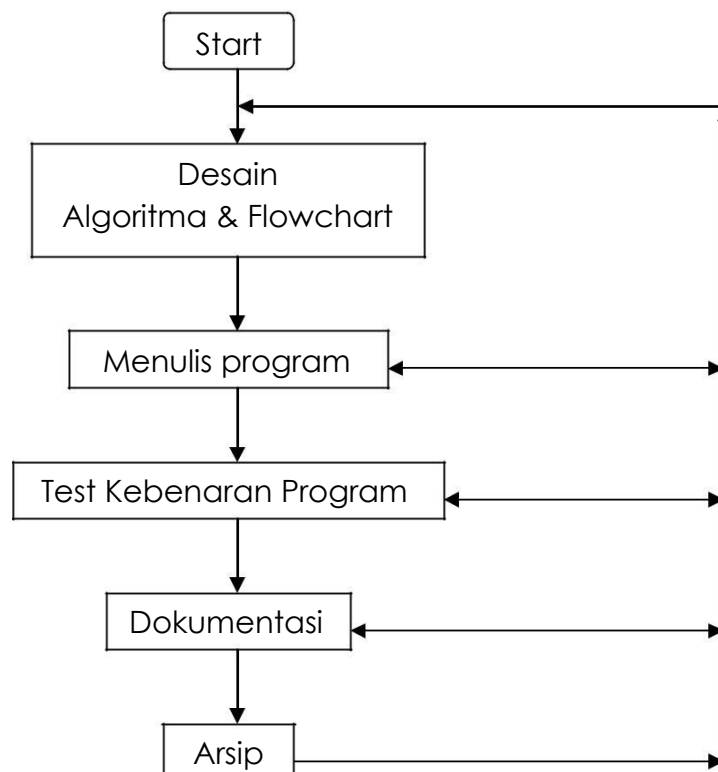 Start
Desain
Algoritma & Flowchart
Menulis program
Test Kebenaran Program
Dokumentasi
Arsip